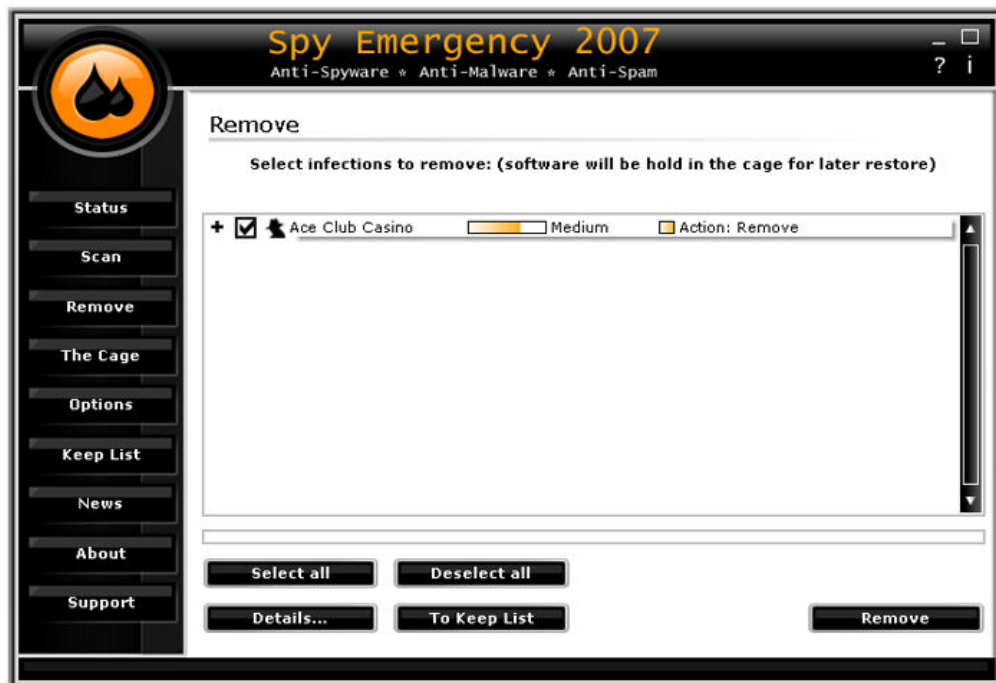 Spy Emergency 2007
Anti-Spyware * Anti-Malware * Anti-Spam
? i
Remove
Select infections to remove: (software will be hold in the cage for later restore)
Status
Scan
Remove
The Cage
Options
Keep List
News
About
Support
Ace Club Casino Medium Action: Remove
Select all Deselect all
Details... To Keep List Remove